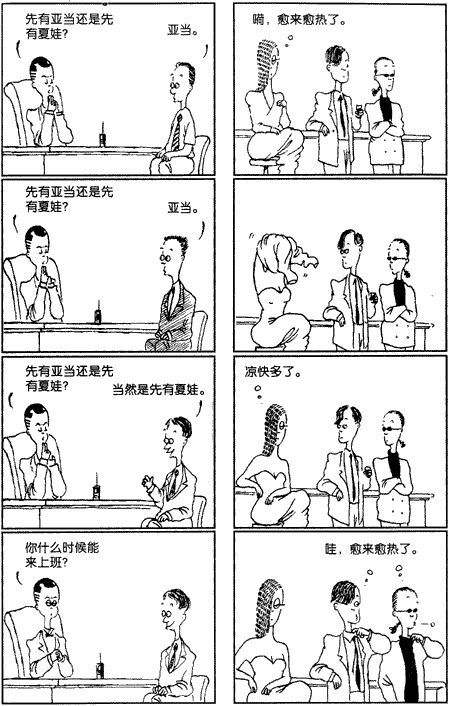 先有亚当还是先
有夏娃?
亚当。
先有亚当还是先
有夏娃?
亚当。
先有亚当还是先
有夏娃?
当然是先有夏娃。
你什么时候能
来上班?
嗬，愈来愈热了。
凉快多了。
哇，愈来愈热了。